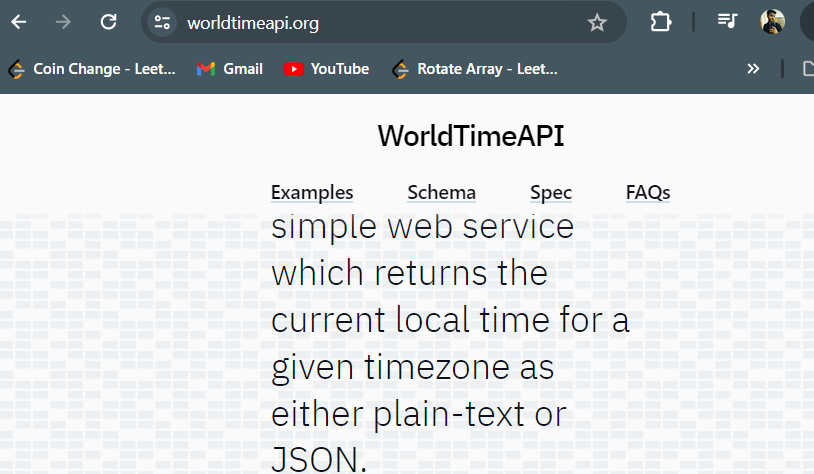 worldtimeapi.org
Coin Change - Leet... Gmail YouTube Rotate Array - Leet...
WorldTimeAPI
Examples Schema Spec FAQs
simple web service
which returns the
current local time for a
given timezone as
either plain-text or
JSON.